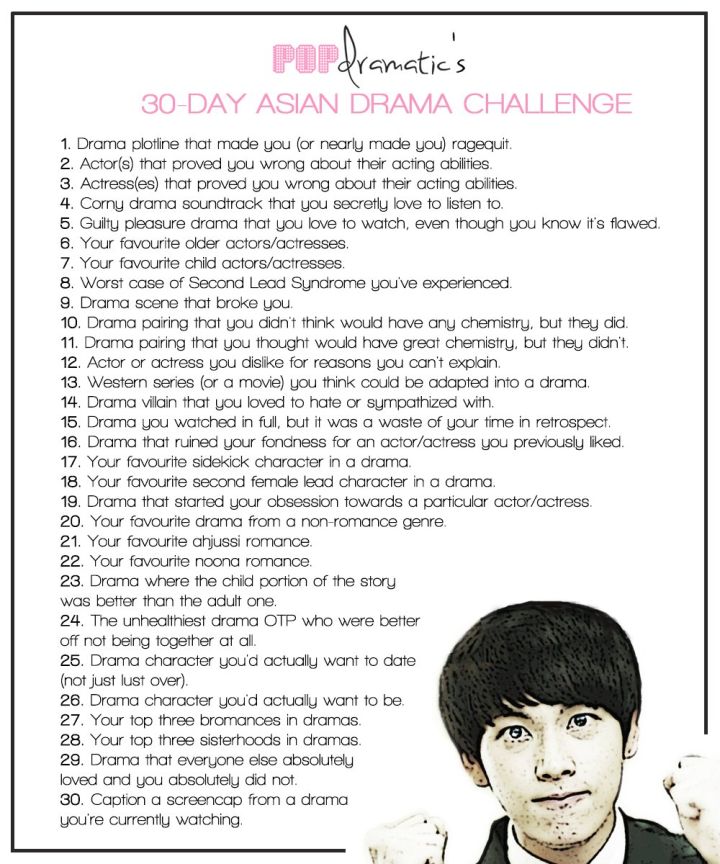 POPdramatic's
30-DAY ASIAN DRAMA CHALLENGE
1. Drama plotline that made you (or nearly made you) ragequit.
2. Actor(s) that proved you wrong about their acting abilities.
3. Actress(es) that proved you wrong about their acting abilities.
4. Corny drama soundtrack that you secretly love to listen to.
5. Guilty pleasure drama that you love to watch, even though you know it's flawed.
6. Your favourite older actors/actresses.
7. Your favourite child actors/actresses.
8. Worst case of Second Lead Syndrome you've experienced.
9. Drama scene that broke you.
10. Drama pairing that you didn't think would have any chemistry, but they did.
11. Drama pairing that you thought would have great chemistry, but they didn't.
12. Actor or actress you dislike for reasons you can't explain.
13. Western series (or a movie) you think could be adapted into a drama.
14. Drama villain that you loved to hate or sympathized with.
15. Drama you watched in full, but it was a waste of your time in retrospect.
16. Drama that ruined your fondness for an actor/actress you previously liked.
17. Your favourite sidekick character in a drama.
18. Your favourite second female lead character in a drama.
19. Drama that started your obsession towards a particular actor/actress.
20. Your favourite drama from a non-romance genre.
21. Your favourite ahjussi romance.
22. Your favourite noona romance.
23. Drama where the child portion of the story
was better than the adult one.
24. The unhealthiest drama OTP who were better
off not being together at all.
25. Drama character you'd actually want to date
(not just lust over).
26. Drama character you'd actually want to be.
27. Your top three bromances in dramas.
28. Your top three sisterhoods in dramas.
29. Drama that everyone else absolutely
loved and you absolutely did not.
30. Caption a screencap from a drama
you're currently watching.